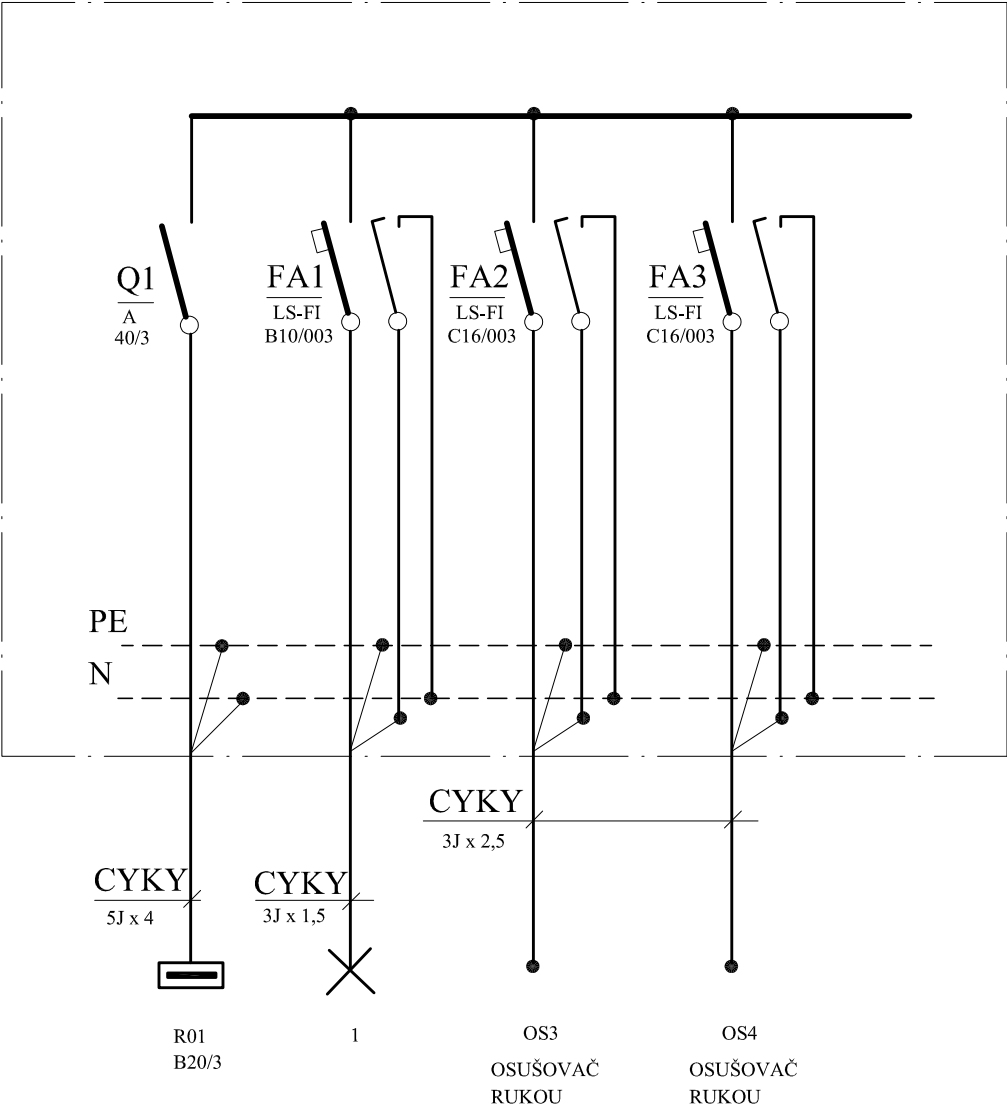 Q1
A
40/3
FA1
LS-FI
B10/003
FA2
LS-FI
C16/003
FA3
LS-FI
C16/003
PE
N
CYKY
3J x 2,5
CYKY
5J x 4
CYKY
3J x 1,5
R01
B20/3
1
OS3
OSUŠOVAČ
RUKOU
OS4
OSUŠOVAČ
RUKOU